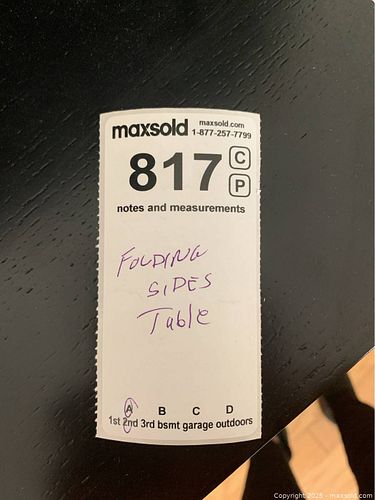 maxsold maxsold.com
1-877-257-7799
817 C
P
notes and measurements
FOLDING
SIDES
Table
A B C D
1st 2nd 3rd bsmt garage outdoors
Copyright 2025 - maxsold.com